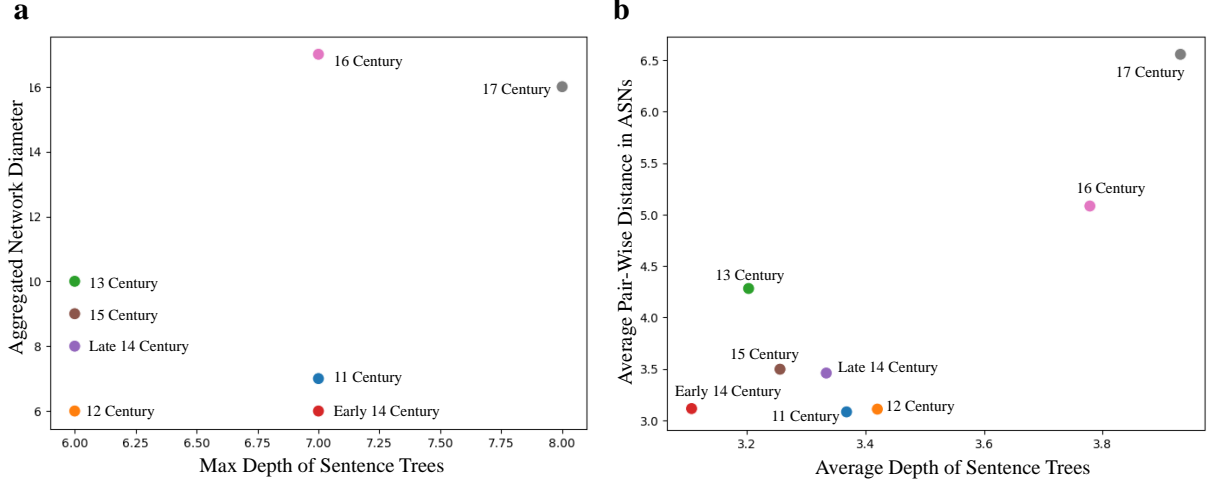 a
Aggregated Network Diameter
16
14
12
10
8
6
16 Century
17 Century
13 Century
15 Century
Late 14 Century
11 Century
12 Century
Early 14 Century
6.00 6.25 6.50 6.75 7.00 7.25 7.50 7.75 8.00
Max Depth of Sentence Trees
b
Average Pair-Wise Distance in ASNs
6.5
6.0
5.5
5.0
4.5
4.0
3.5
3.0
17 Century
16 Century
13 Century
15 Century
Late 14 Century
Early 14 Century
11 Century
12 Century
3.2 3.4 3.6 3.8
Average Depth of Sentence Trees